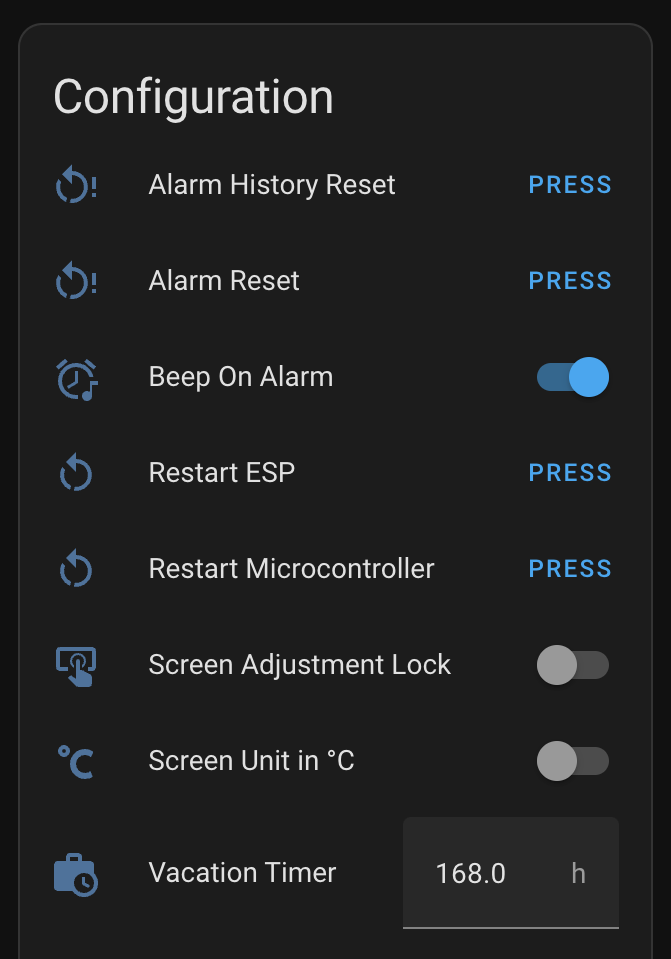 Configuration
Alarm History Reset PRESS
Alarm Reset PRESS
Beep On Alarm
Restart ESP PRESS
Restart Microcontroller PRESS
Screen Adjustment Lock
Screen Unit in °C
Vacation Timer 168.0 h